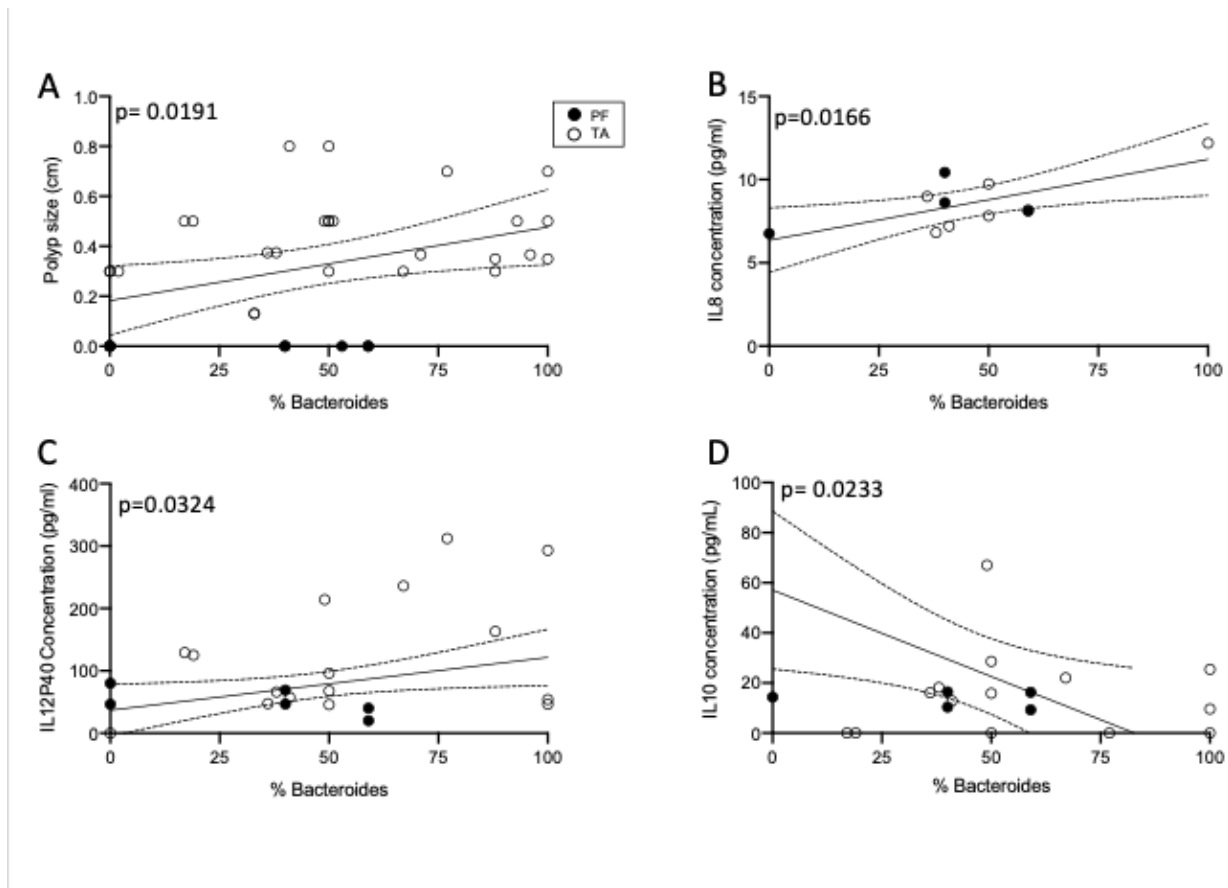 A
p= 0.0191
1.0
0.8
0.6
0.4
0.2
0.0
Polyp size (cm)
0
25
50
75
100
% Bacteroides
PF
TA
B
p=0.0166
15
10
5
0
IL8 concentration (pg/ml)
0
25
50
75
100
% Bacteroides
C
p=0.0324
400
300
200
100
0
IL12P40 Concentration (pg/ml)
0
25
50
75
100
% Bacteroides
D
p= 0.0233
100
80
60
40
20
0
IL10 concentration (pg/mL)
0
25
50
75
100
% Bacteroides